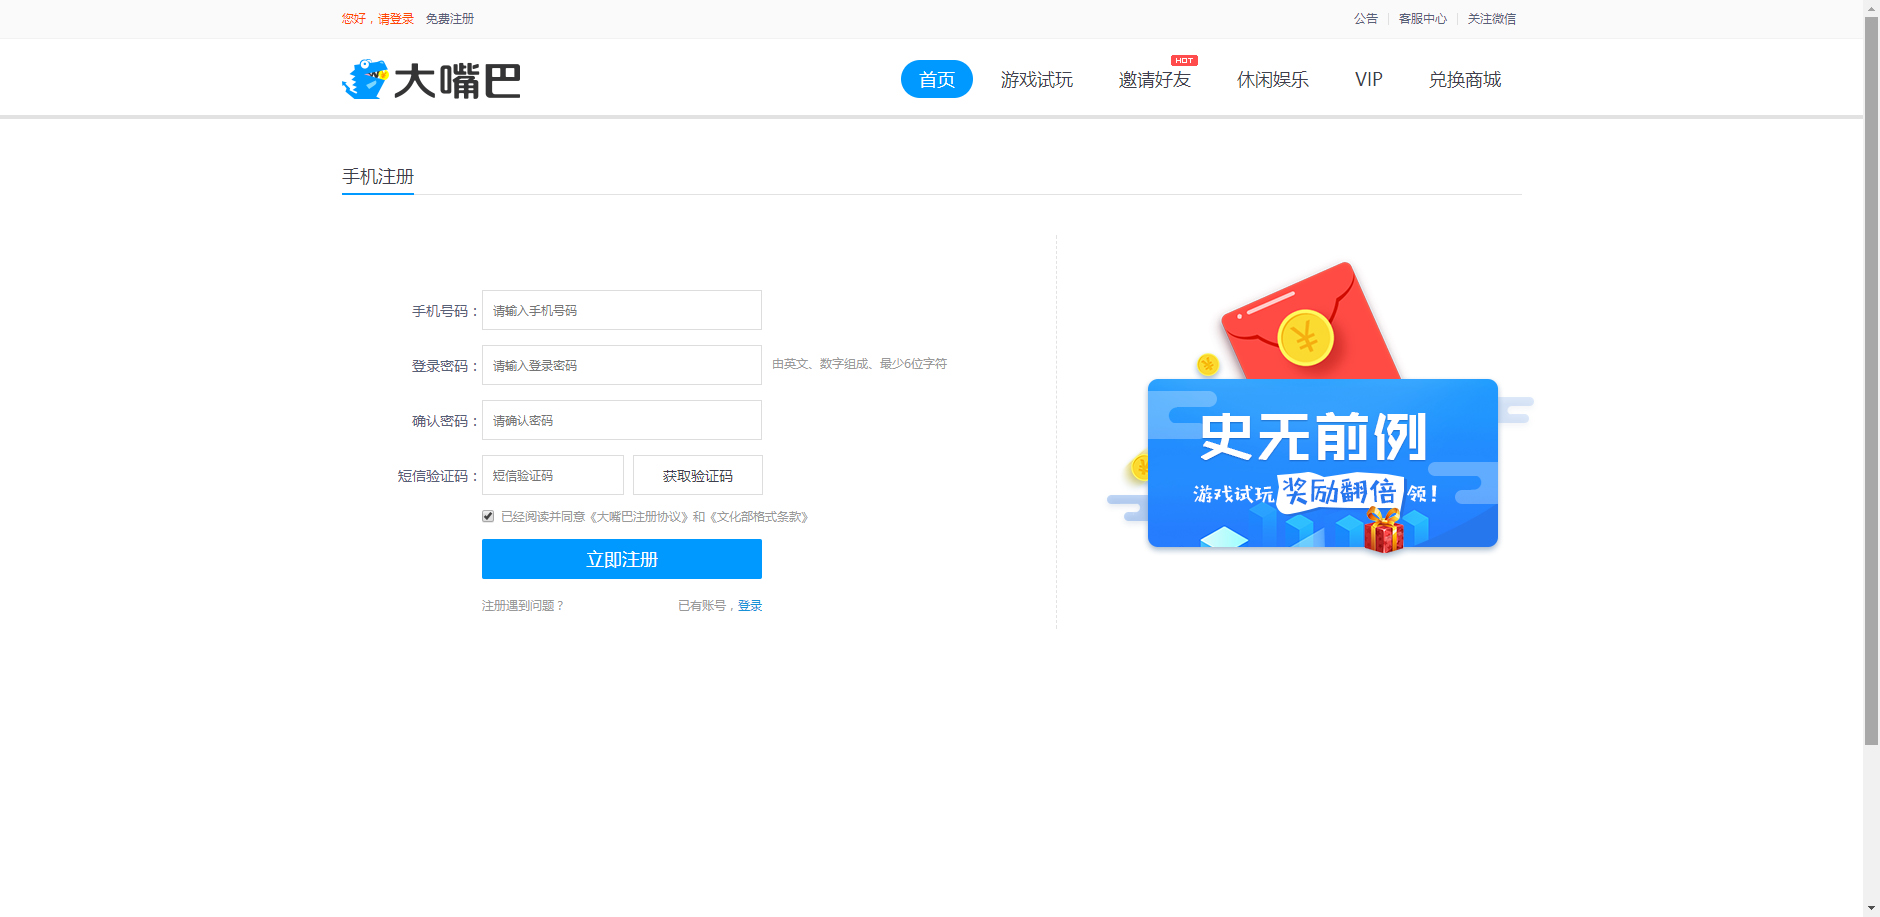 您好，请登录 免费注册 公告 客服中心 关注微信
大嘴巴 首页 游戏试玩 邀请好友 HOT 休闲娱乐 VIP 兑换商城
手机注册
手机号码： 请输入手机号码
登录密码： 请输入登录密码 由英文、数字组成、最少6位字符
确认密码： 请确认密码
短信验证码： 短信验证码 获取验证码
已经阅读并同意《大嘴巴注册协议》和《文化部格式条款》
立即注册
注册遇到问题？ 已有账号，登录
史无前例
游戏试玩 奖励翻倍 领！